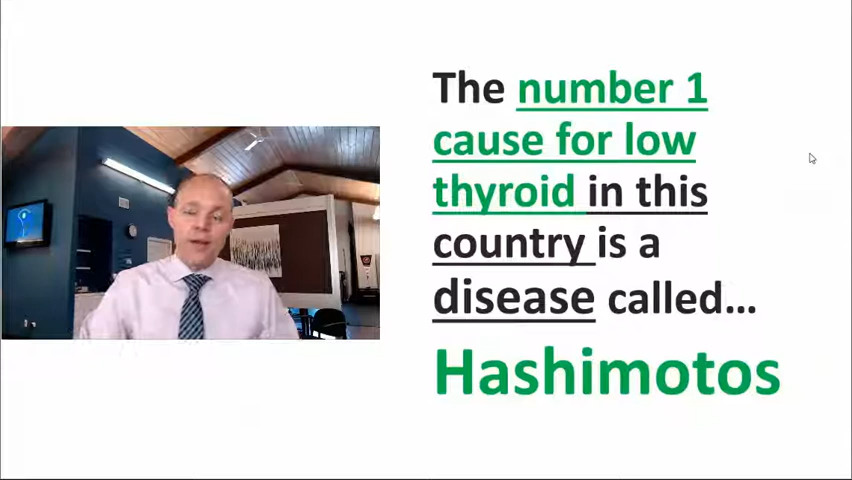 The number 1
cause for low
thyroid in this
country is a
disease called...
Hashimotos